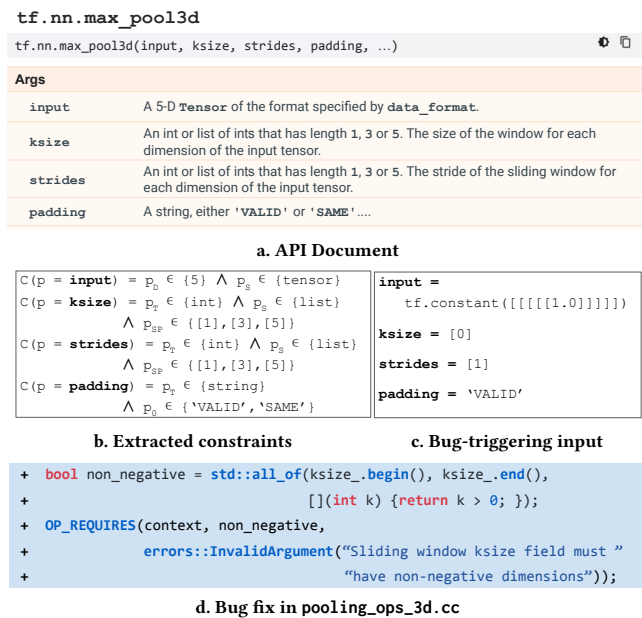 tf.nn.max_pool3d
tf.nn.max_pool3d(input, ksize, strides, padding, …)
Args
input A 5-D Tensor of the format specified by data_format.
ksize An int or list of ints that has length 1, 3 or 5. The size of the window for each
dimension of the input tensor.
strides An int or list of ints that has length 1, 3 or 5. The stride of the sliding window for
each dimension of the input tensor.
padding A string, either 'VALID' or 'SAME'....
a. API Document
C(p = input) = p_D ∈ {5} ∧ p_S ∈ {tensor}
C(p = ksize) = p_T ∈ {int} ∧ p_S ∈ {list}
∧ p_SP ∈ {[1],[3],[5]}
C(p = strides) = p_T ∈ {int} ∧ p_S ∈ {list}
∧ p_SP ∈ {[1],[3],[5]}
C(p = padding) = p_T ∈ {string}
∧ p_0 ∈ {‘VALID’,‘SAME’}
b. Extracted constraints
input =
tf.constant([[[[[1.0]]]]])
ksize = [0]
strides = [1]
padding = ‘VALID’
c. Bug-triggering input
+ bool non_negative = std::all_of(ksize_.begin(), ksize_.end(),
+ [](int k) {return k > 0; });
+ OP_REQUIRES(context, non_negative,
+ errors::InvalidArgument(“Sliding window ksize field must ”
+ “have non-negative dimensions”));
d. Bug fix in pooling_ops_3d.cc